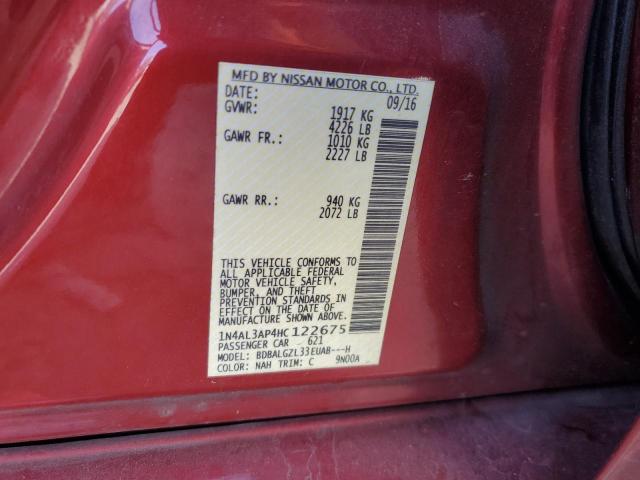 MFD BY NISSAN MOTOR CO., LTD.
DATE: 09/16
GVWR: 1917 KG
4226 LB
GAWR FR.: 1010 KG
2227 LB
GAWR RR.: 940 KG
2072 LB
THIS VEHICLE CONFORMS TO
ALL APPLICABLE FEDERAL
MOTOR VEHICLE SAFETY,
BUMPER, AND THEFT
PREVENTION STANDARDS IN
EFFECT ON THE DATE OF
MANUFACTURE SHOWN ABOVE.
1N4AL3AP4HC122675
PASSENGER CAR 621
MODEL: BDBALGZL33EUAB---H
COLOR: NAH TRIM: C 9N00A